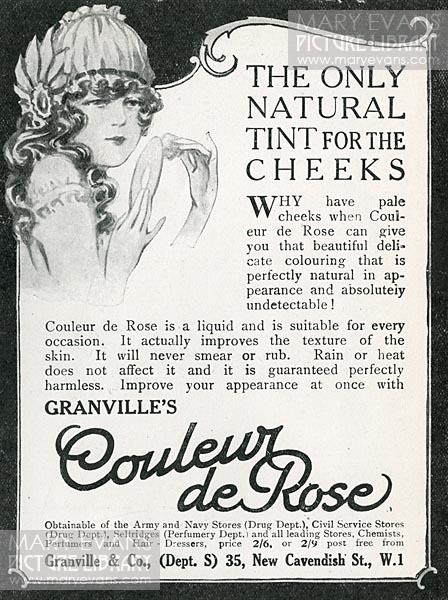 MARY EVANS
PICTURE LIBRARY
www.maryevans.com
THE ONLY
NATURAL
TINT FOR THE
CHEEKS
WHY have pale
cheeks when Coul-
eur de Rose can give
you that beautiful deli-
cate colouring that is
perfectly natural in ap-
pearance and absolutely
undetectable!
Couleur de Rose is a liquid and is suitable for every
occasion. It actually improves the texture of the
skin. It will never smear or rub. Rain or heat
does not affect it and it is guaranteed perfectly
harmless. Improve your appearance at once with
GRANVILLE'S
Couleur
de Rose
Obtainable of the Army and Navy Stores (Drug Dept.), Civil Service Stores
(Drug Dept.), Selfridges (Perfumery Dept.) and all leading Stores, Chemists,
Perfumers and Hair-Dressers, price 2/6, or 2/9 post free from
Granville & Co., (Dept. S) 35, New Cavendish St., W.1
MARY EVANS
PICTURE LIBRARY
www.maryevans.com